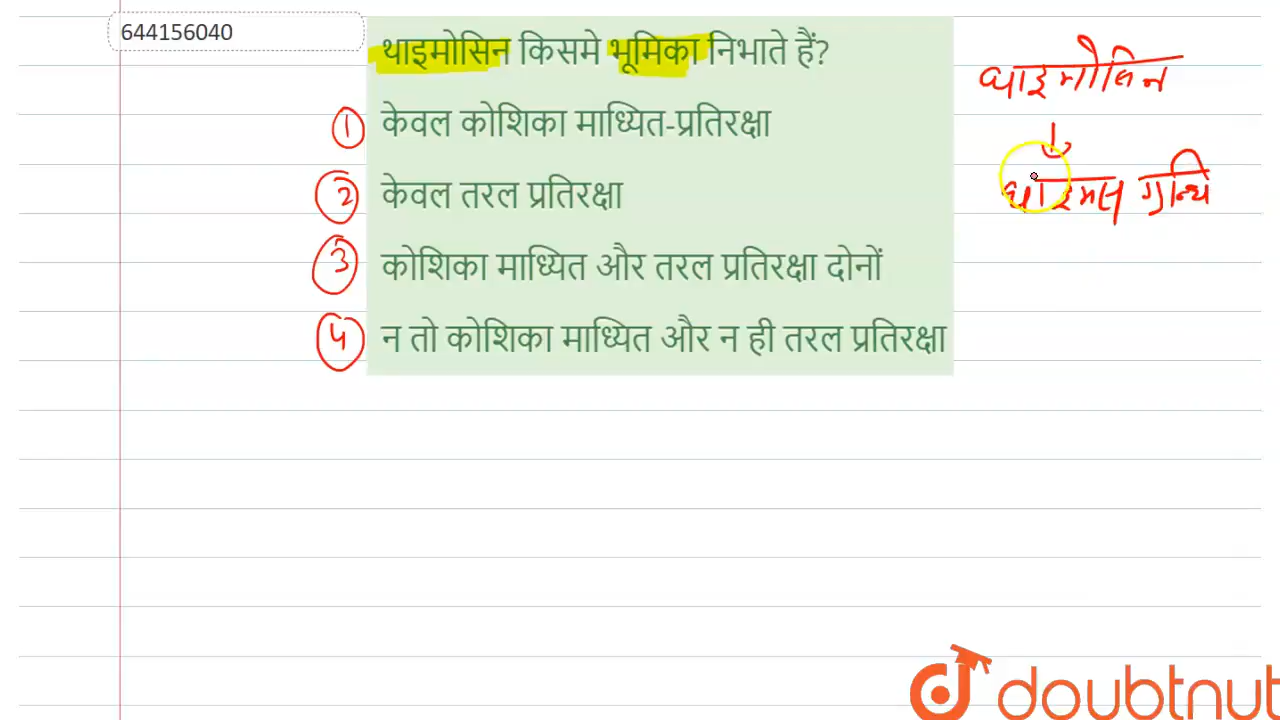 644156040
थाइमोसिन किसमे भूमिका निभाते हैं?
1 केवल कोशिका माध्यित-प्रतिरक्षा
2 केवल तरल प्रतिरक्षा
3 कोशिका माध्यित और तरल प्रतिरक्षा दोनों
4 न तो कोशिका माध्यित और न ही तरल प्रतिरक्षा
थाइमोसिन
थाइमस ग्रन्थि
doubtnut